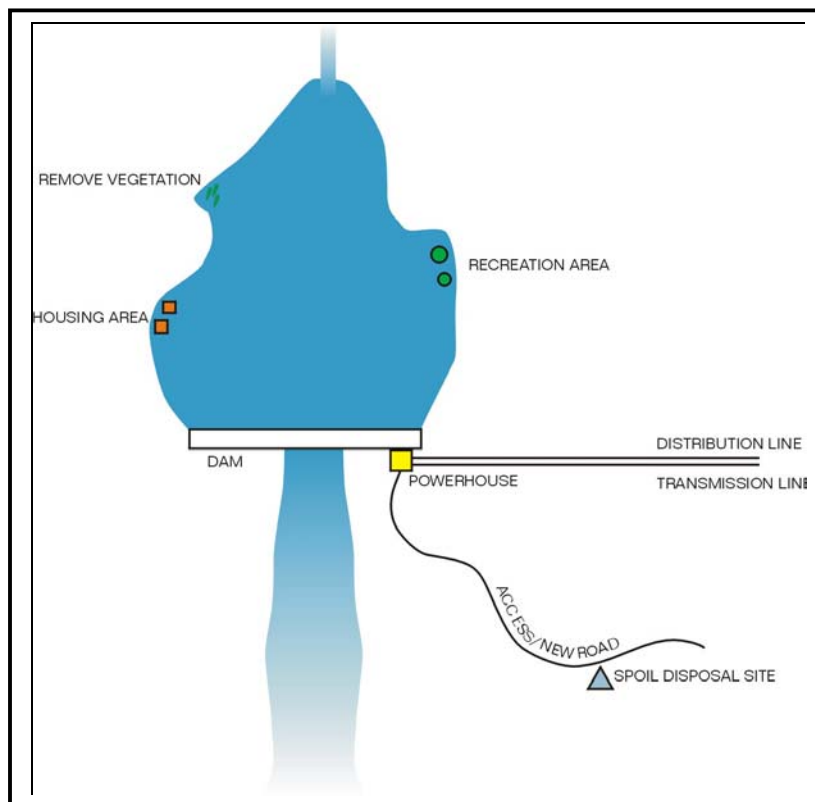 REMOVE VEGETATION
RECREATION AREA
HOUSING AREA
DISTRIBUTION LINE
DAM
POWERHOUSE
TRANSMISSION LINE
ACCESS/NEW ROAD
SPOIL DISPOSAL SITE